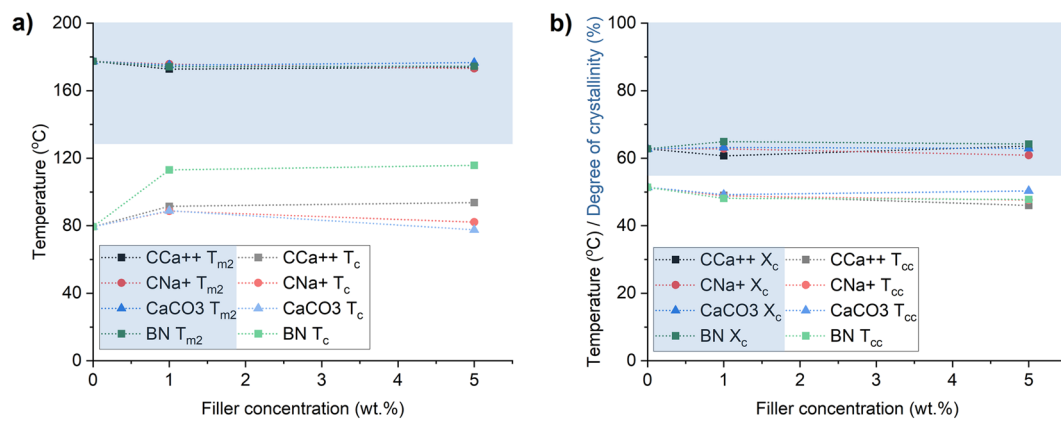 a)
200
160
120
80
40
0
Temperature (°C)
CCa++ Tm2
CCa++ Tc
CNa+ Tm2
CNa+ Tc
CaCO3 Tm2
CaCO3 Tc
BN Tm2
BN Tc
0 1 2 3 4 5
Filler concentration (wt.%)
b)
100
80
60
40
20
0
Temperature (°C) / Degree of crystallinity (%)
CCa++ Xc
CCa++ Tcc
CNa+ Xc
CNa+ Tcc
CaCO3 Xc
CaCO3 Tcc
BN Xc
BN Tcc
0 1 2 3 4 5
Filler concentration (wt.%)